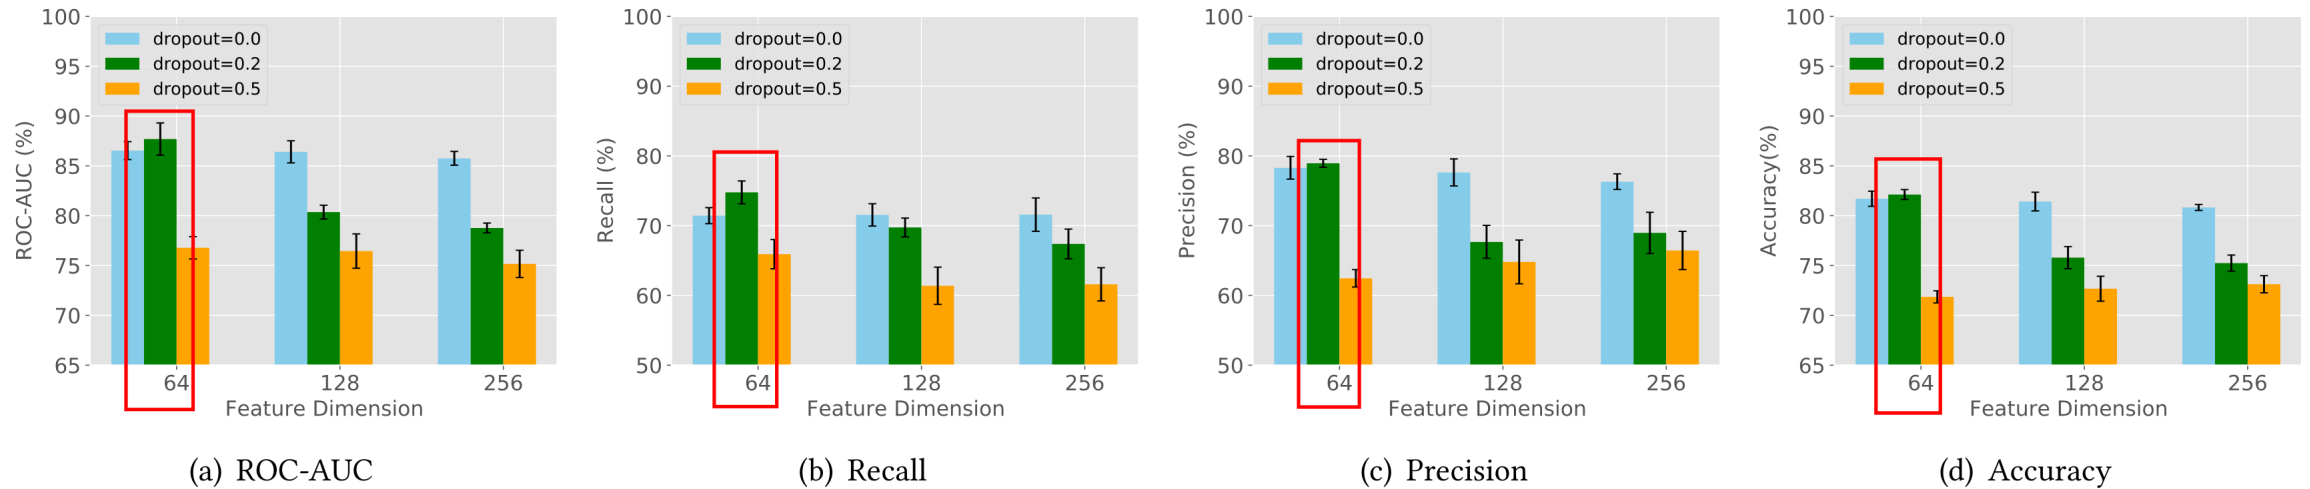 100
95
90
85
80
75
70
65
ROC-AUC (%)
dropout=0.0
dropout=0.2
dropout=0.5
64 128 256
Feature Dimension
(a) ROC-AUC
100
90
80
70
60
50
Recall (%)
dropout=0.0
dropout=0.2
dropout=0.5
64 128 256
Feature Dimension
(b) Recall
100
90
80
70
60
50
Precision (%)
dropout=0.0
dropout=0.2
dropout=0.5
64 128 256
Feature Dimension
(c) Precision
100
95
90
85
80
75
70
65
Accuracy(%)
dropout=0.0
dropout=0.2
dropout=0.5
64 128 256
Feature Dimension
(d) Accuracy